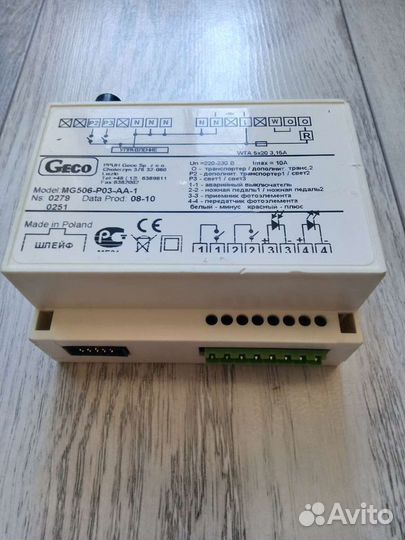 P2 P3 N N N N N L W O O
R
УПРАВЛЕНИЕ
WTA 5x20 3,15A
GECO
PPUH Geco Sp. z o.o.
Un =220-230 В Imax = 10A
О - транспортер / дополнит. транс.2
P2 - дополнит. транспортер1 / свет2
P3 - свет1 / свет3
1-1 - аварийный выключатель
2-2 - ножная педаль1 / ножная педаль2
3-3 - приемник фотоэлемента
4-4 - передатчик фотоэлемента
белый - минус красный - плюс
Model: MG506-P03-AA-1
Ns 0279 Data Prod: 08-10
0251
Made in Poland
ШЛЕЙФ
CE
1 1 2 2 3 3 4 4
Avito